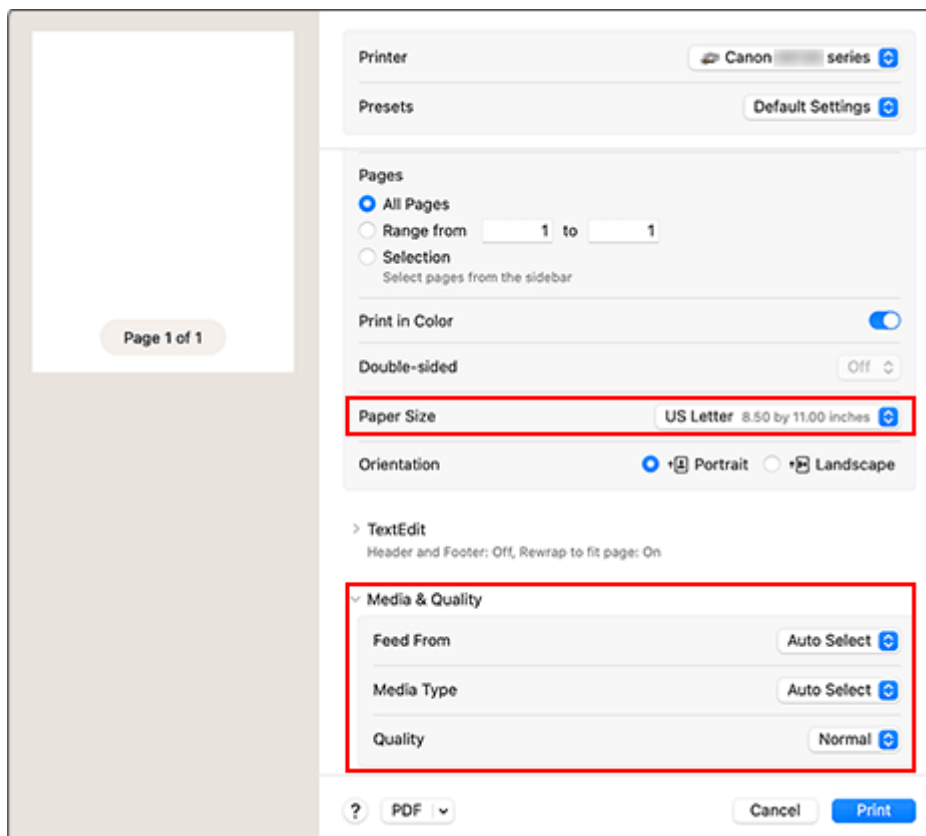 Printer Canon series
Presets Default Settings
Pages
All Pages
Range from 1 to 1
Selection
Select pages from the sidebar
Page 1 of 1
Print in Color
Double-sided Off
Paper Size US Letter 8.50 by 11.00 inches
Orientation Portrait Landscape
TextEdit
Header and Footer: Off, Rewrap to fit page: On
Media & Quality
Feed From Auto Select
Media Type Auto Select
Quality Normal
? PDF Cancel Print